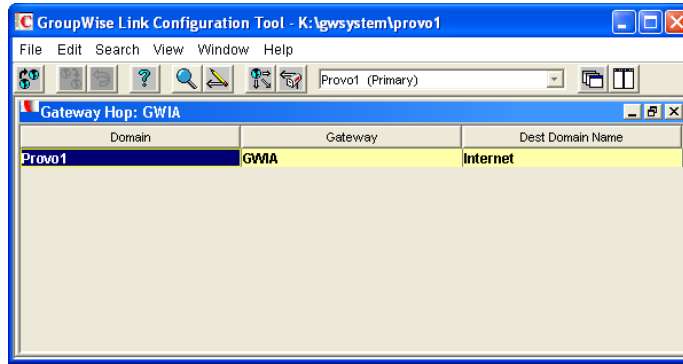 GroupWise Link Configuration Tool - K:\gwsystem\provo1
File Edit Search View Window Help
Provo1 (Primary)
Gateway Hop: GWIA
Domain Gateway Dest Domain Name
Provo1 GWIA Internet